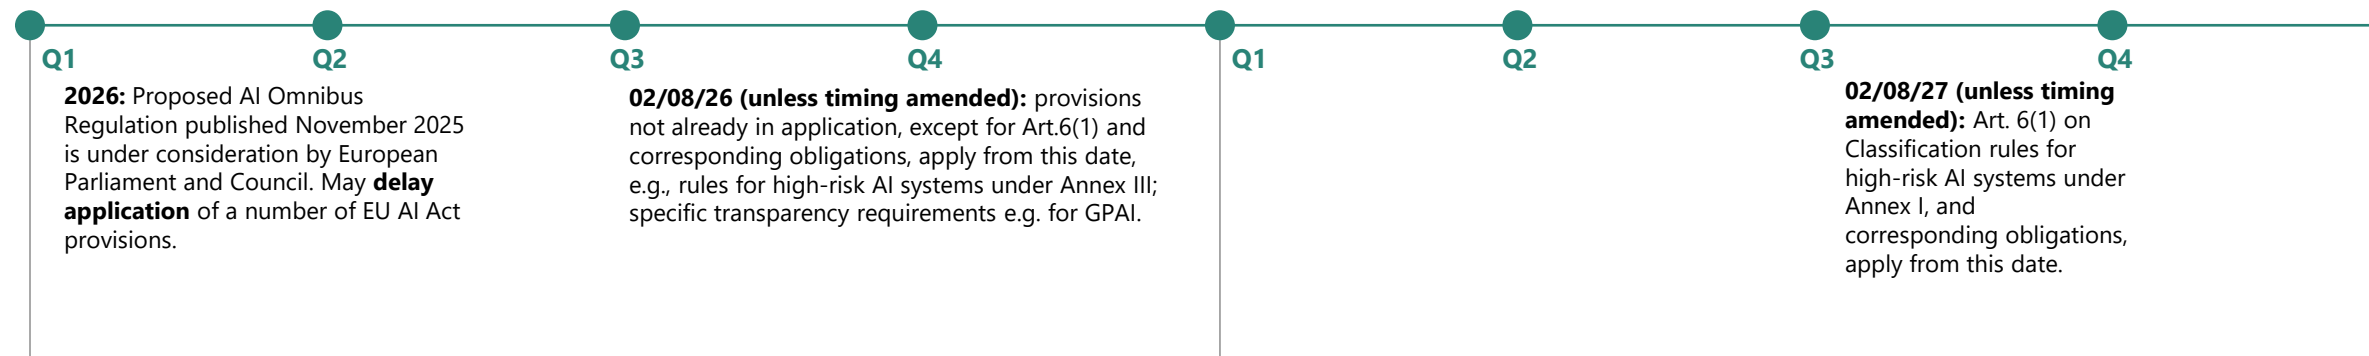 Q1
Q2
Q3
Q4
Q1
Q2
Q3
Q4
2026: Proposed AI Omnibus
Regulation published November 2025
is under consideration by European
Parliament and Council. May delay
application of a number of EU AI Act
provisions.
02/08/26 (unless timing amended): provisions
not already in application, except for Art.6(1) and
corresponding obligations, apply from this date,
e.g., rules for high-risk AI systems under Annex III;
specific transparency requirements e.g. for GPAI.
02/08/27 (unless timing
amended): Art. 6(1) on
Classification rules for
high-risk AI systems under
Annex I, and
corresponding obligations,
apply from this date.